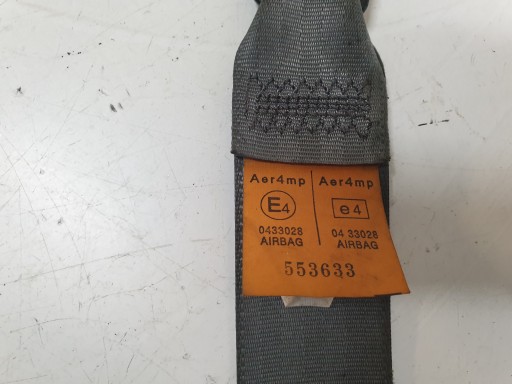 Aer4mp Aer4mp
E4 e4
0433028 04 33028
AIRBAG AIRBAG
553633